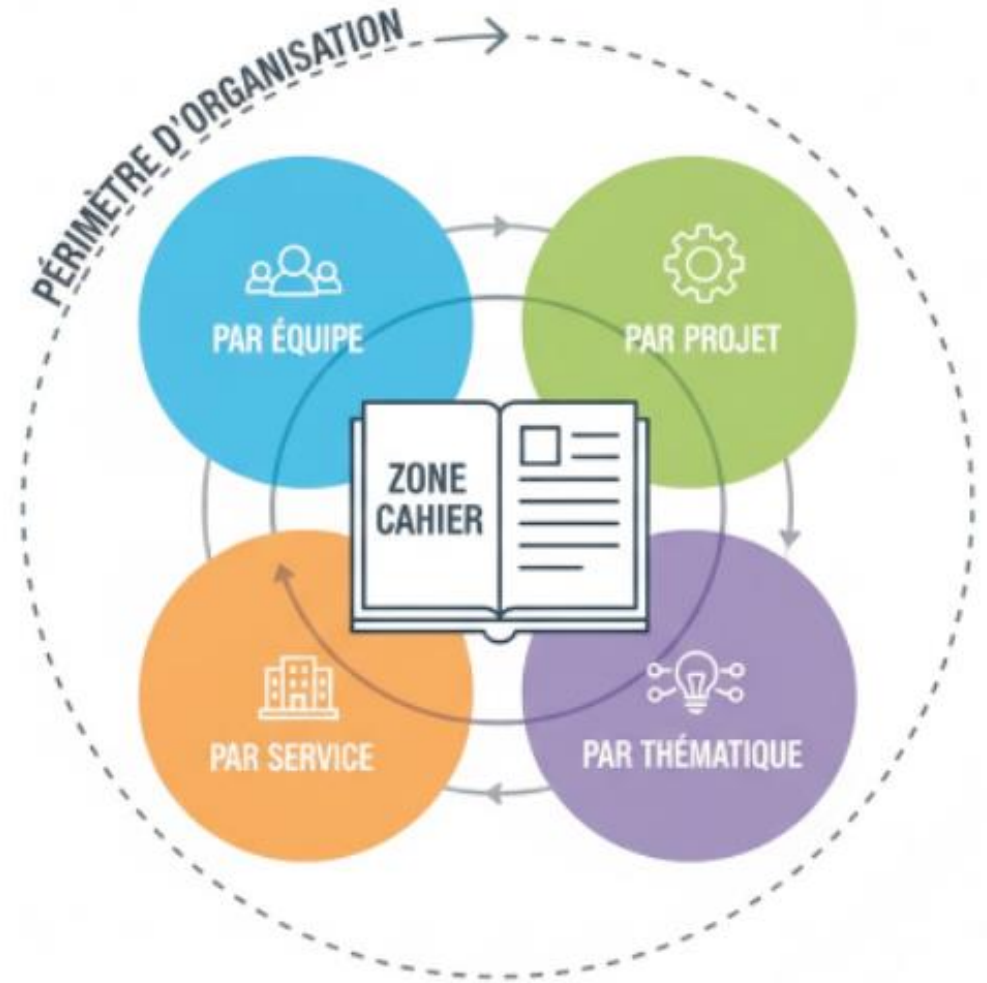 PÉRIMÈTRE D'ORGANISATION
PAR ÉQUIPE
PAR PROJET
ZONE
CAHIER
PAR SERVICE
PAR THÉMATIQUE